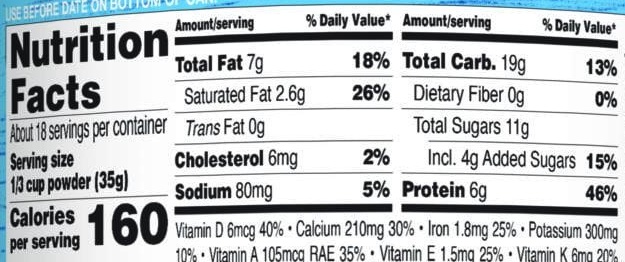 USE BEFORE DATE ON BOTTOM OF CAN.
Nutrition
Facts
About 18 servings per container
Serving size
1/3 cup powder (35g)
Calories
per serving 160
Amount/serving % Daily Value*
Total Fat 7g 18%
Saturated Fat 2.6g 26%
Trans Fat 0g
Cholesterol 6mg 2%
Sodium 80mg 5%
Amount/serving % Daily Value*
Total Carb. 19g 13%
Dietary Fiber 0g 0%
Total Sugars 11g
Incl. 4g Added Sugars 15%
Protein 6g 46%
Vitamin D 6mcg 40% • Calcium 210mg 30% • Iron 1.8mg 25% • Potassium 300mg
10% • Vitamin A 105mcg RAE 35% • Vitamin E 1.5mg 25% • Vitamin K 6mg 20%